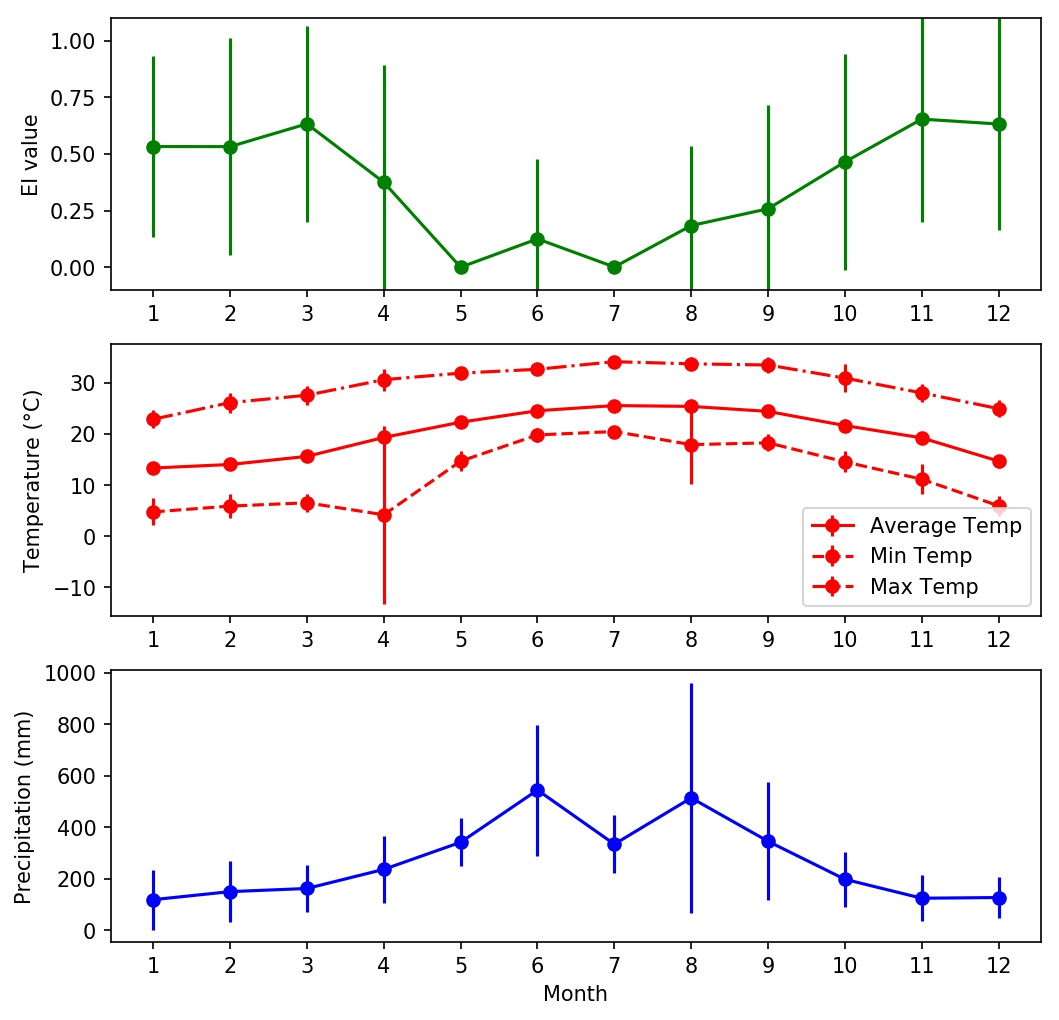 EI value
1.00
0.75
0.50
0.25
0.00
1 2 3 4 5 6 7 8 9 10 11 12
Temperature (°C)
30
20
10
0
−10
Average Temp
Min Temp
Max Temp
1 2 3 4 5 6 7 8 9 10 11 12
Precipitation (mm)
1000
800
600
400
200
0
1 2 3 4 5 6 7 8 9 10 11 12
Month